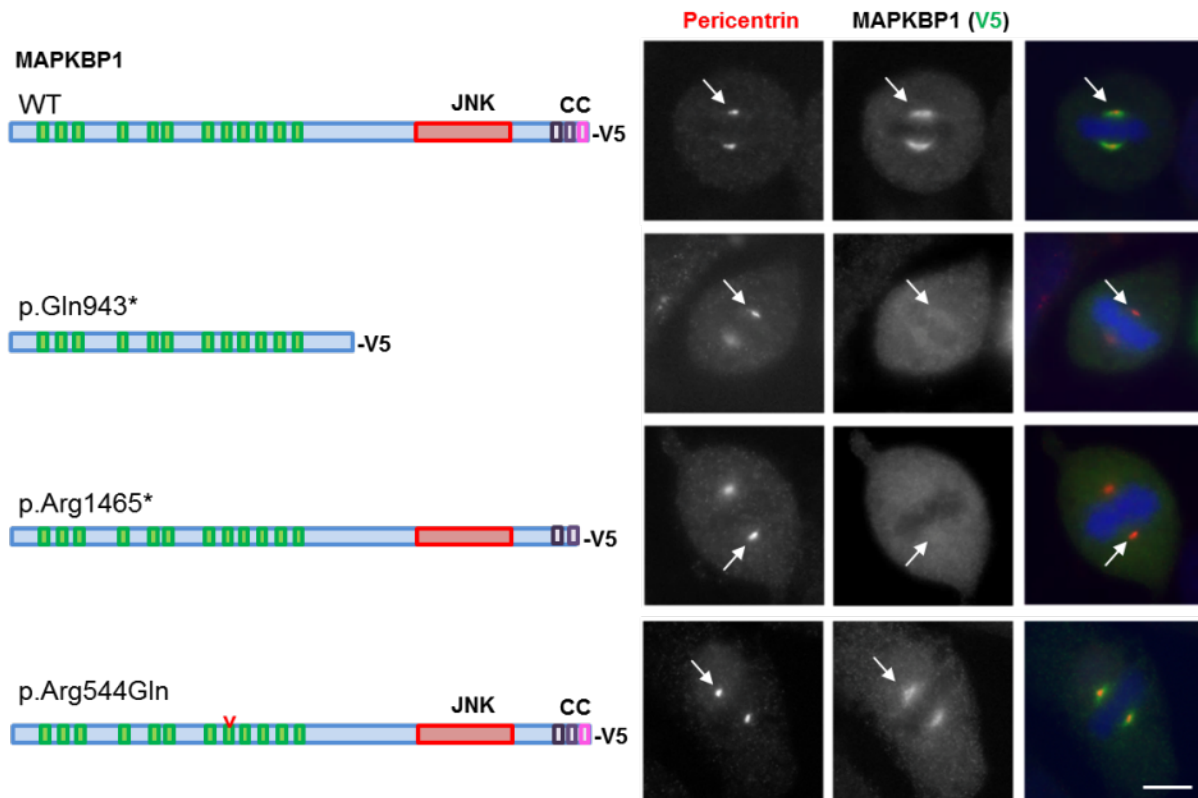 Pericentrin MAPKBP1 (V5)
MAPKBP1
WT
JNK CC
-V5
p.Gln943*
-V5
p.Arg1465*
-V5
p.Arg544Gln
JNK CC
-V5